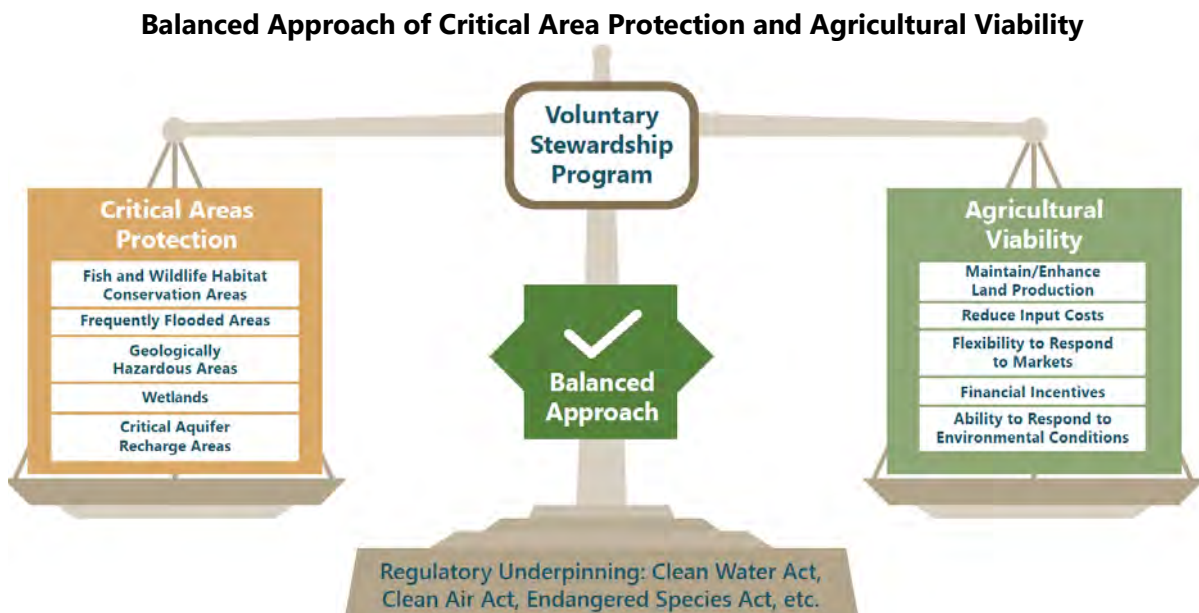 Balanced Approach of Critical Area Protection and Agricultural Viability
Voluntary
Stewardship
Program
Critical Areas
Protection
Fish and Wildlife Habitat
Conservation Areas
Frequently Flooded Areas
Geologically
Hazardous Areas
Wetlands
Critical Aquifer
Recharge Areas
Balanced
Approach
Agricultural
Viability
Maintain/Enhance
Land Production
Reduce Input Costs
Flexibility to Respond
to Markets
Financial Incentives
Ability to Respond to
Environmental Conditions
Regulatory Underpinning: Clean Water Act,
Clean Air Act, Endangered Species Act, etc.